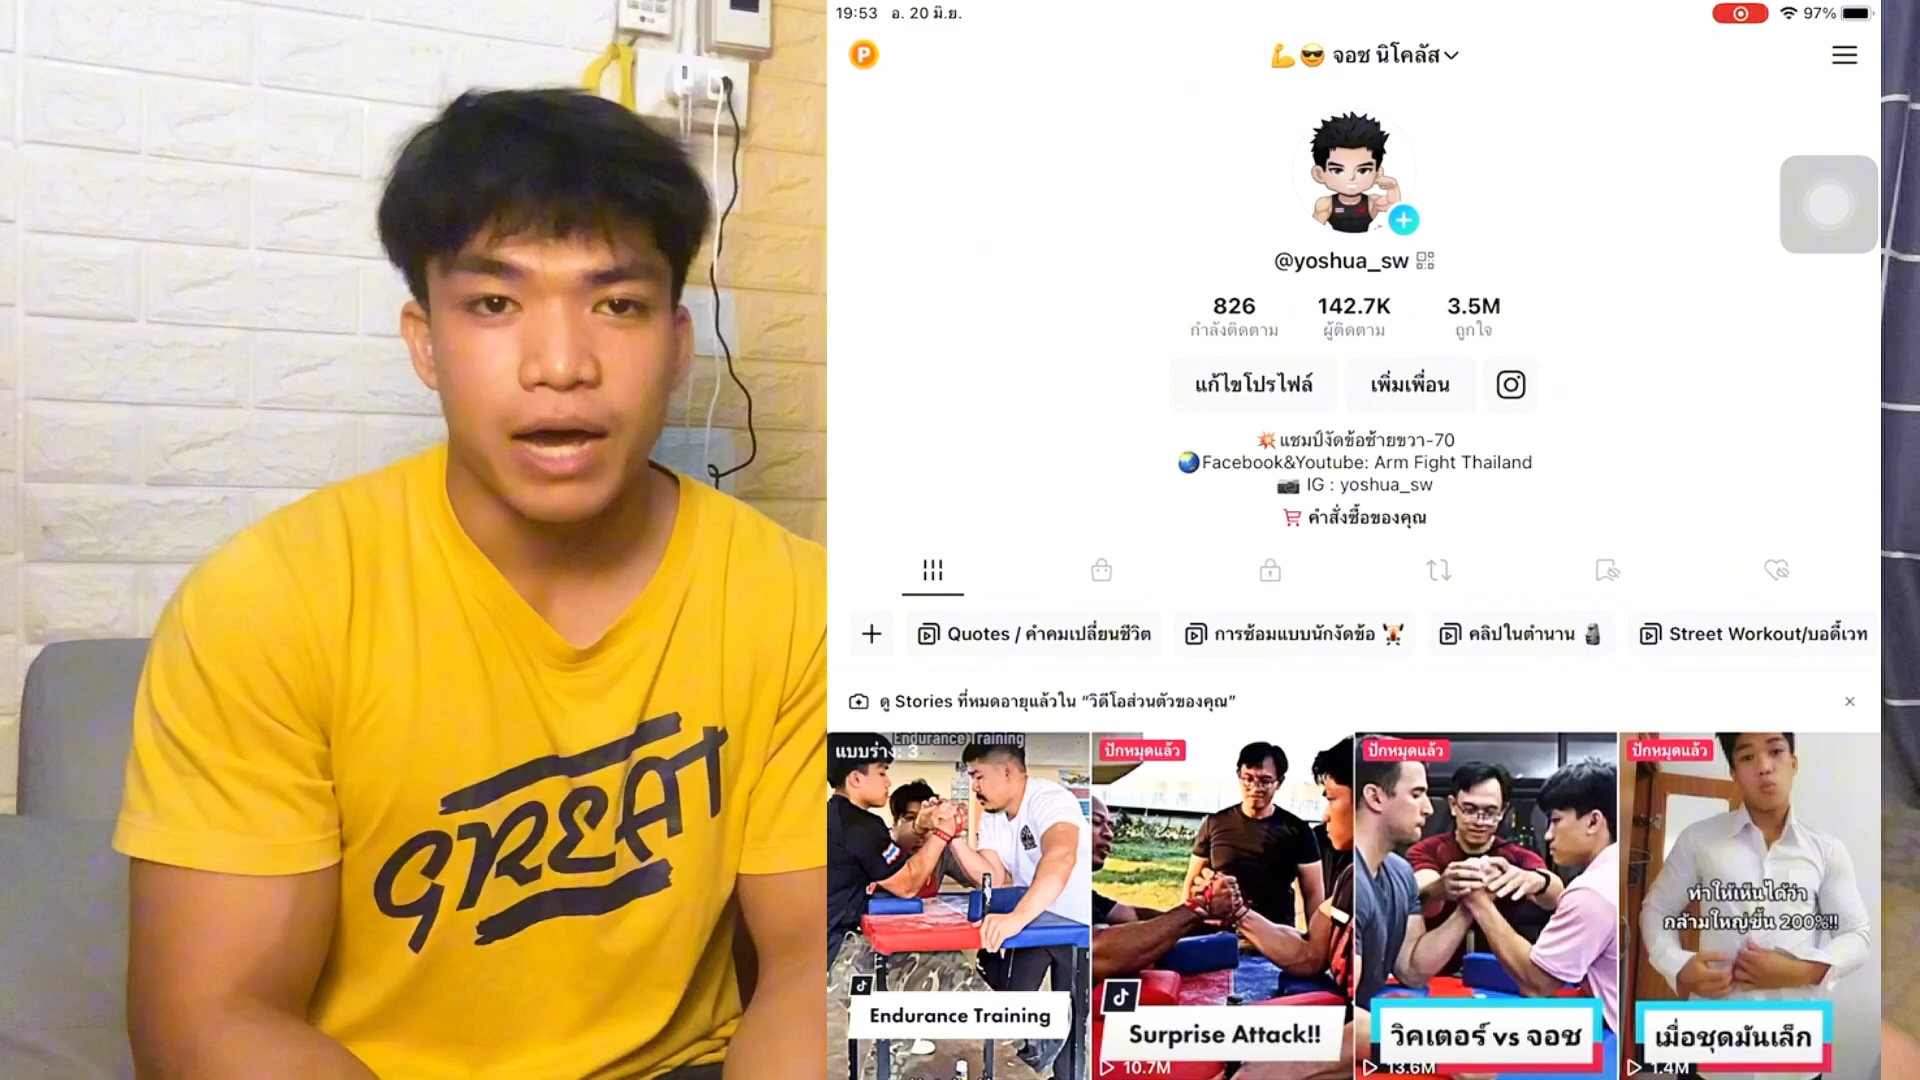 GREAT
19:53 อ. 20 มิ.ย.
97%
P
💪😎 จอช นิโคลัส
@yoshua_sw
826 142.7K 3.5M
กำลังติดตาม ผู้ติดตาม ถูกใจ
แก้ไขโปรไฟล์ เพิ่มเพื่อน
💥แชมป์งัดข้อซ้ายขวา-70
🌏Facebook&Youtube: Arm Fight Thailand
📷 IG : yoshua_sw
คำสั่งซื้อของคุณ
Quotes / คำคมเปลี่ยนชีวิต การซ้อมแบบนักงัดข้อ 🏋 คลิปในตำนาน 🗿 Street Workout/บอดี้เวท
ดู Stories ที่หมดอายุแล้วใน “วิดีโอส่วนตัวของคุณ”
Endurance Training
แบบร่าง: 3 ปักหมุดแล้ว ปักหมุดแล้ว ปักหมุดแล้ว
ทำให้เห็นได้ว่า
กล้ามใหญ่ขึ้น 200%!!
Endurance Training Surprise Attack!! วิคเตอร์ vs จอช เมื่อชุดมันเล็ก
10.7M 13.6M 1.4M